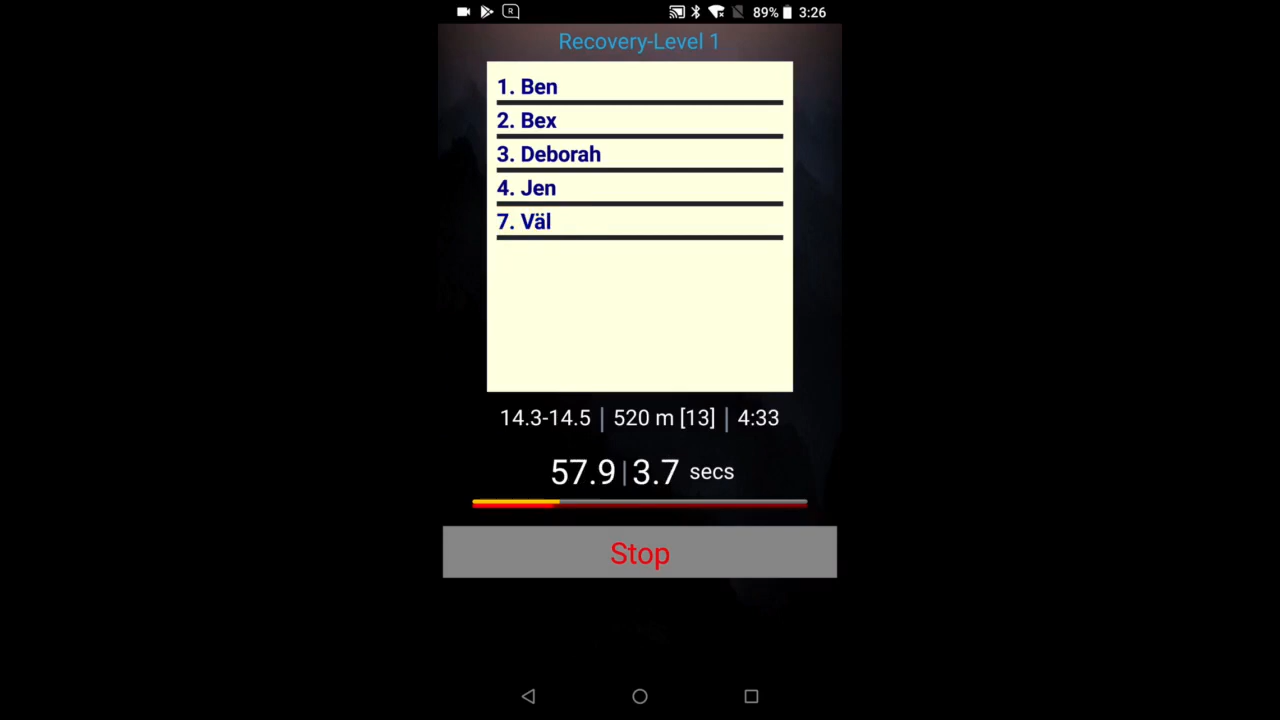 R 89% 3:26
Recovery-Level 1
1. Ben
2. Bex
3. Deborah
4. Jen
7. Väl
14.3-14.5 | 520 m [13] | 4:33
57.9|3.7 secs
Stop